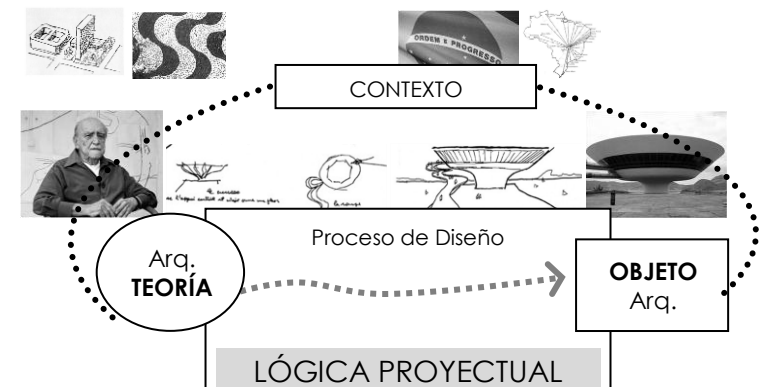 ORDEM E PROGRESSO
CONTEXTO
Proceso de Diseño
Arq.
TEORÍA
OBJETO
Arq.
LÓGICA PROYECTUAL